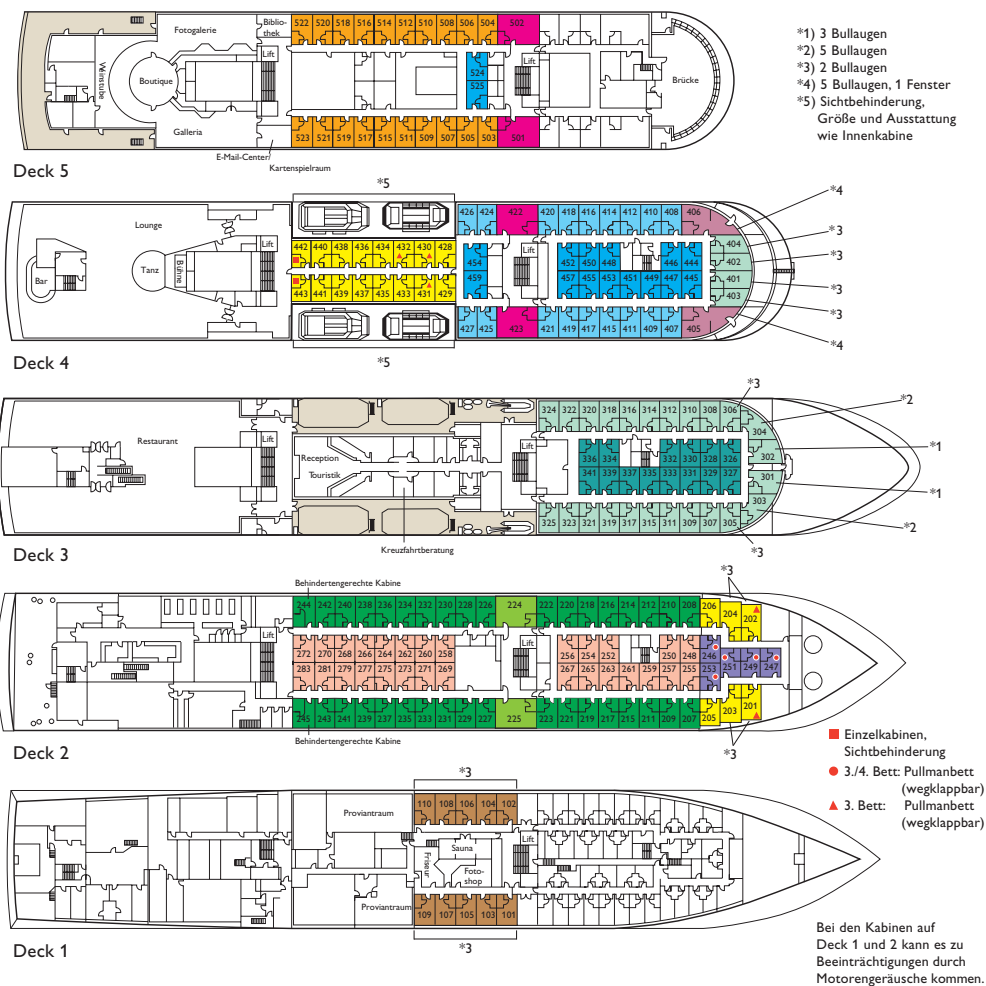 Fotogalerie
Biblio-
thek
522 520 518 516 514 512 510 508 506 504 502
Lift
Weinstube
Boutique
524
525
Lift
Brücke
Galleria
523 521 519 517 515 511 509 507 505 503 501
E-Mail-Center
Kartenspielraum
Deck 5
*1) 3 Bullaugen
*2) 5 Bullaugen
*3) 2 Bullaugen
*4) 5 Bullaugen, 1 Fenster
*5) Sichtbehinderung,
Größe und Ausstattung
wie Innenkabine
*5
*4
*3
*3
*3
*3
*4
Lounge
426 424 422 420 418 416 414 412 410 408 406
404
402
401
403
Lift
442 440 438 436 434 432 430 428
Bar
Tanz
Bühne
454
459
Lift
452 450 448 446 444
457 455 453 451 449 447 445
443 441 439 437 435 433 431 429
427 425 423 421 419 417 415 411 409 407 405
*5
Deck 4
*3
*2
*1
*1
*2
*3
324 322 320 318 316 314 312 310 308 306
304
302
301
303
Restaurant
Lift
Reception
Touristik
Lift
336 334 332 330 328 326
341 339 337 335 333 331 329 327
325 323 321 319 317 315 311 309 307 305
Kreuzfahrtberatung
Deck 3
Behindertengerechte Kabine
*3
244 242 240 238 236 234 232 230 228 226 224 222 220 218 216 214 212 210 208 206 204 202
Lift
272 270 268 266 264 262 260 258
283 281 279 277 275 273 271 269
Lift
256 254 252 250 248 246
267 265 263 261 259 257 255 253 251 249 247
245 243 241 239 237 235 233 231 229 227 225 223 221 219 217 215 211 209 207 205 203 201
Behindertengerechte Kabine
*3
Deck 2
Einzelkabinen,
Sichtbehinderung
3./4. Bett: Pullmanbett
(wegklappbar)
3. Bett: Pullmanbett
(wegklappbar)
*3
110 108 106 104 102
Proviantraum
Lift
Sauna
Friseur
Foto-
shop
Proviantraum
109 107 105 103 101
*3
Deck 1
Bei den Kabinen auf
Deck 1 und 2 kann es zu
Beeinträchtigungen durch
Motorengeräusche kommen.